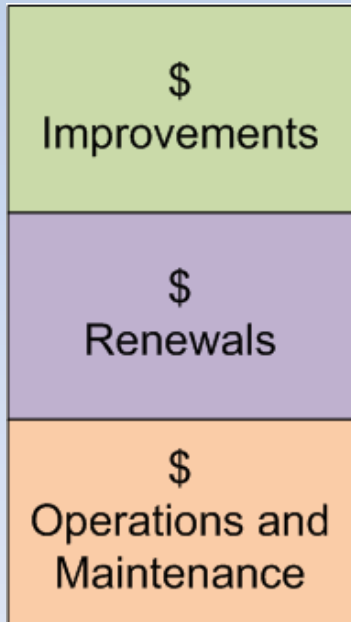 $
Improvements
$
Renewals
$
Operations and
Maintenance